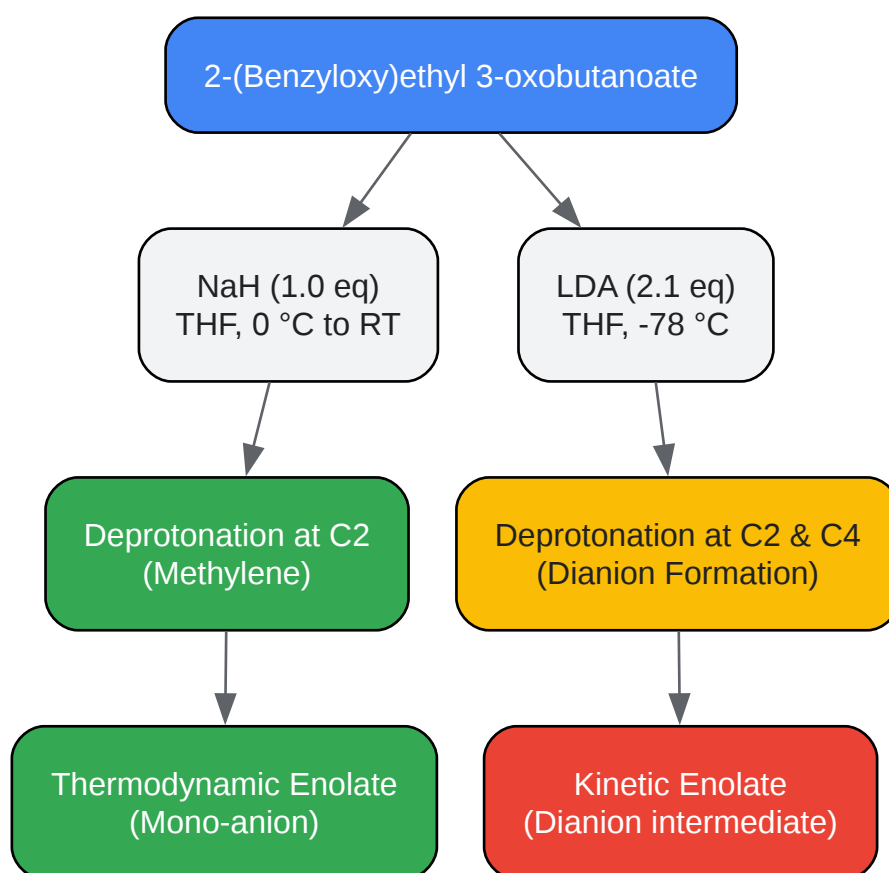 2-(Benzyloxy)ethyl 3-oxobutanoate
NaH (1.0 eq)
THF, 0 °C to RT
LDA (2.1 eq)
THF, -78 °C
Deprotonation at C2
(Methylene)
Deprotonation at C2 & C4
(Dianion Formation)
Thermodynamic Enolate
(Mono-anion)
Kinetic Enolate
(Dianion intermediate)